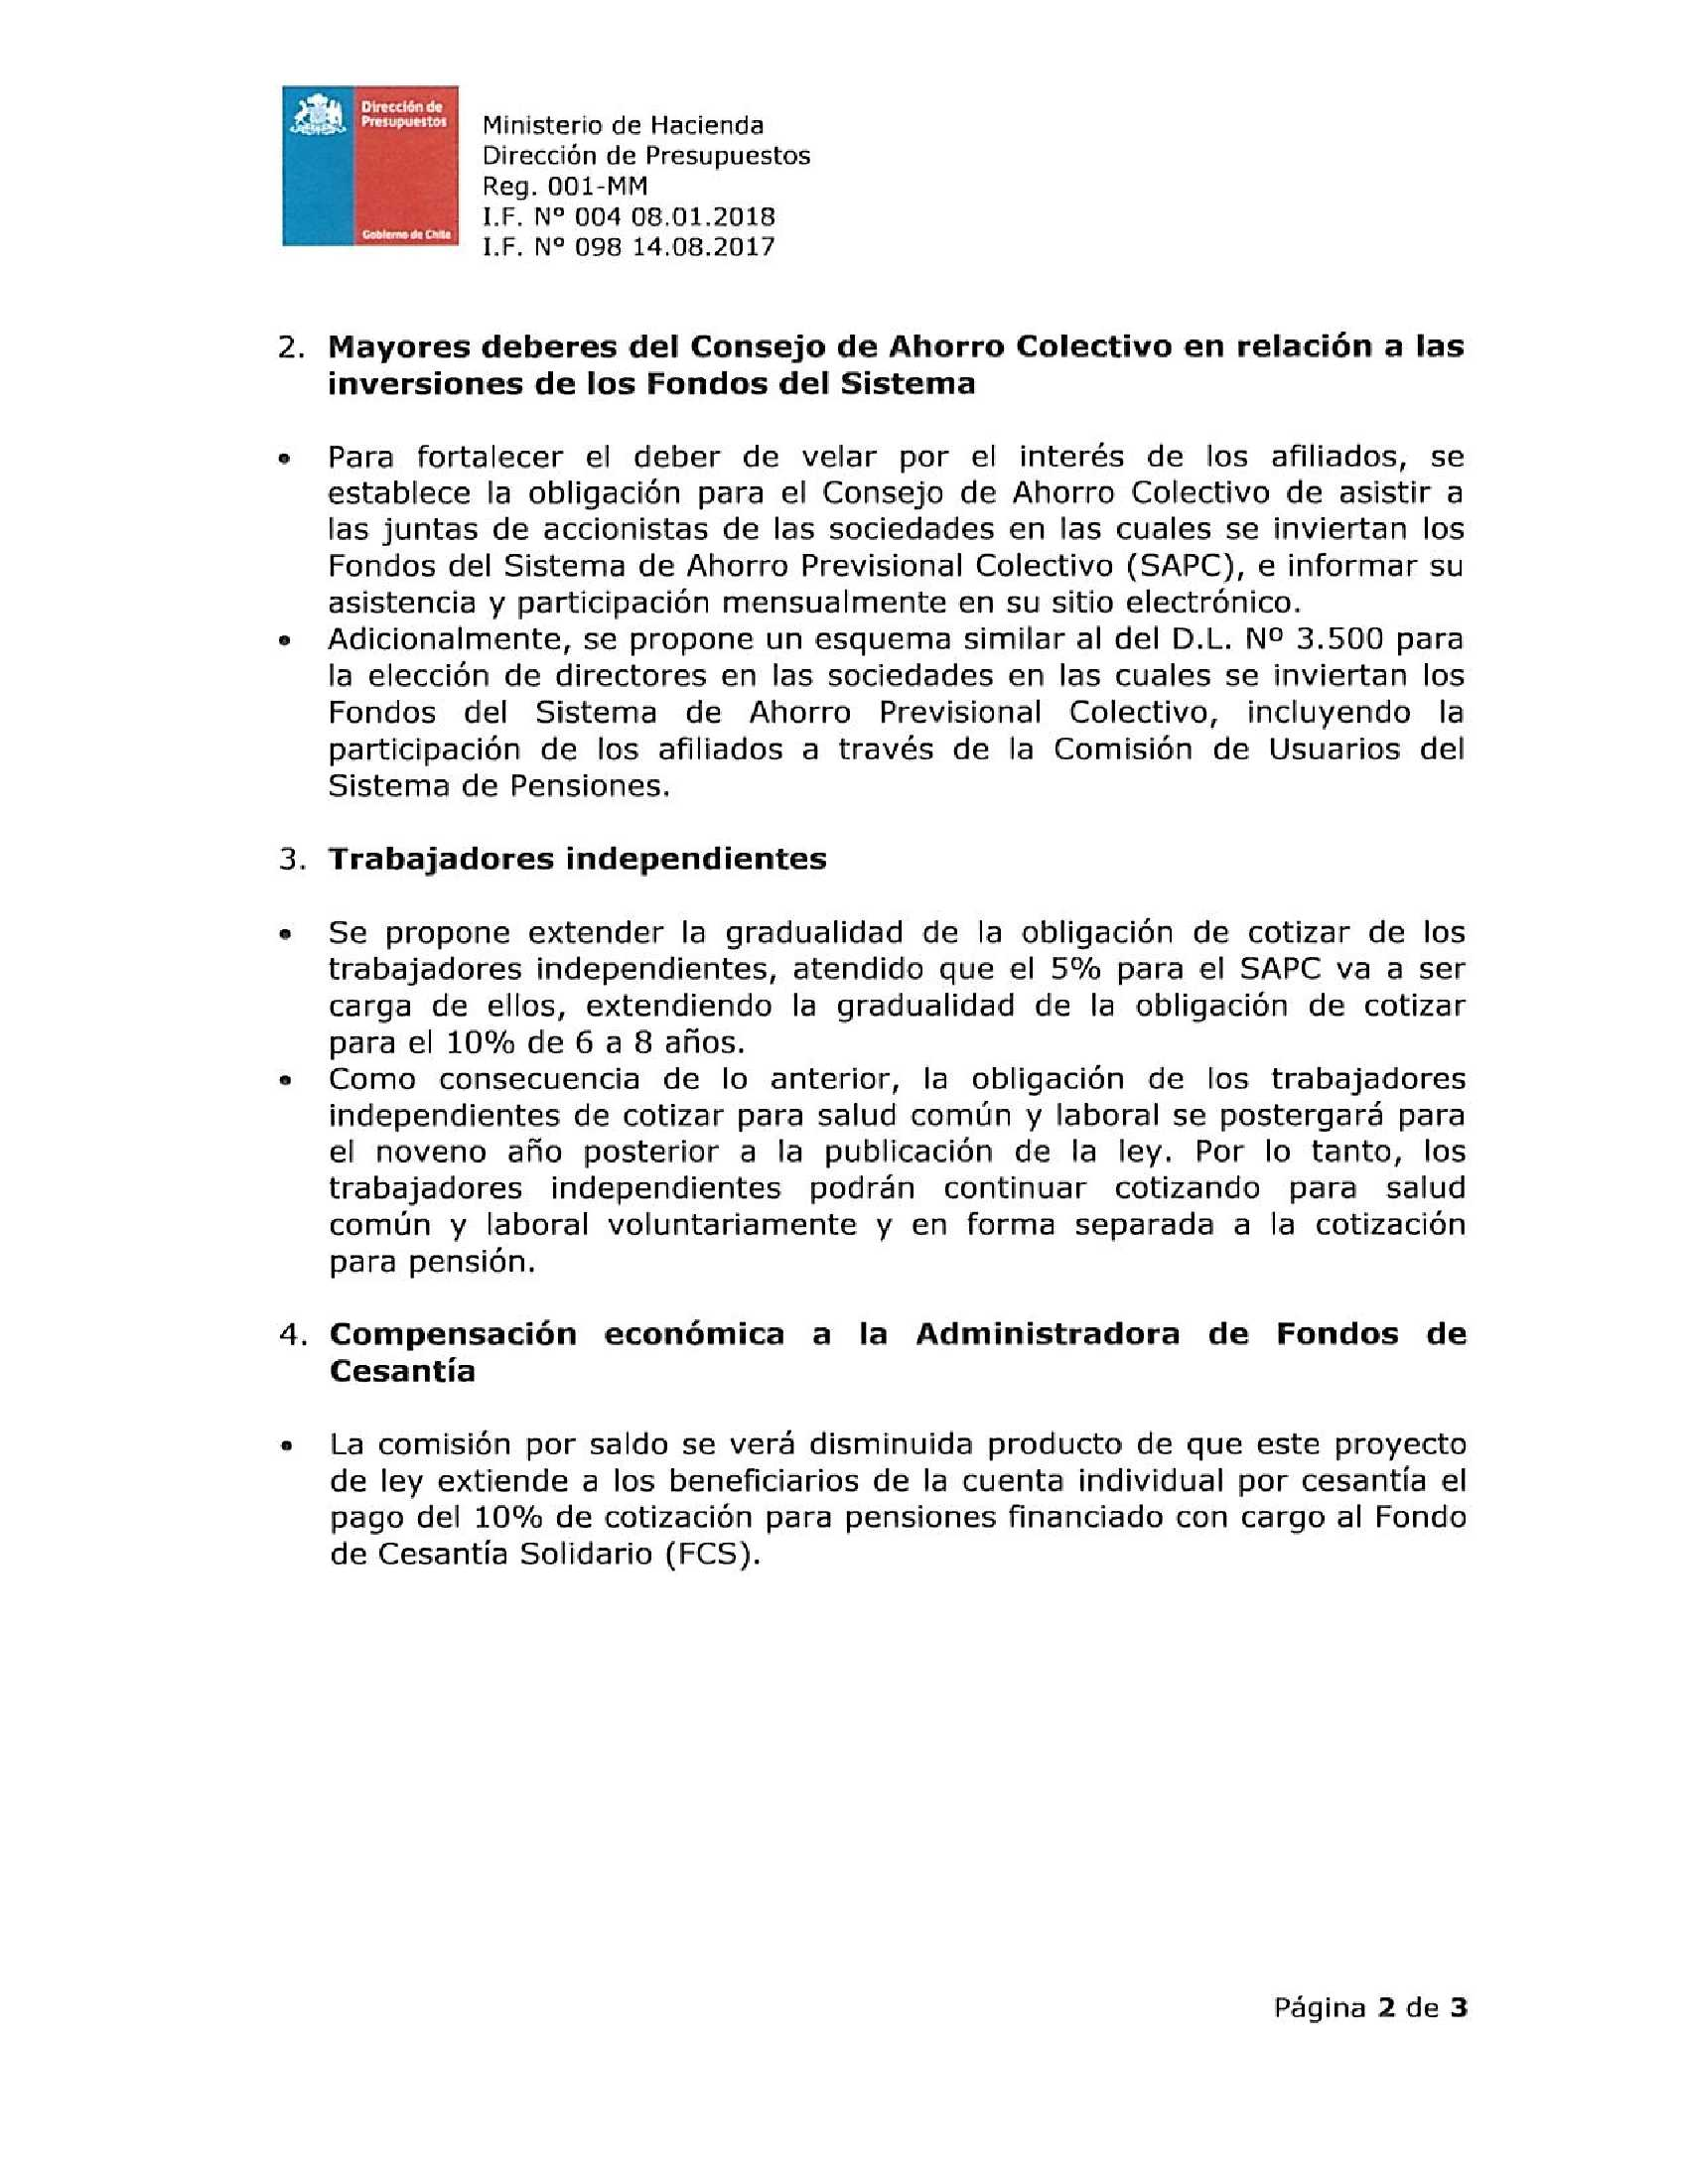 Dirección de
Presupuestos
Gobierno de Chile
Ministerio de Hacienda
Dirección de Presupuestos
Reg. 001-MM
I.F. Nº 004 08.01.2018
I.F. Nº 098 14.08.2017
2. Mayores deberes del Consejo de Ahorro Colectivo en relación a las
inversiones de los Fondos del Sistema
• Para fortalecer el deber de velar por el interés de los afiliados, se
establece la obligación para el Consejo de Ahorro Colectivo de asistir a
las juntas de accionistas de las sociedades en las cuales se inviertan los
Fondos del Sistema de Ahorro Previsional Colectivo (SAPC), e informar su
asistencia y participación mensualmente en su sitio electrónico.
• Adicionalmente, se propone un esquema similar al del D.L. Nº 3.500 para
la elección de directores en las sociedades en las cuales se inviertan los
Fondos del Sistema de Ahorro Previsional Colectivo, incluyendo la
participación de los afiliados a través de la Comisión de Usuarios del
Sistema de Pensiones.
3. Trabajadores independientes
• Se propone extender la gradualidad de la obligación de cotizar de los
trabajadores independientes, atendido que el 5% para el SAPC va a ser
carga de ellos, extendiendo la gradualidad de la obligación de cotizar
para el 10% de 6 a 8 años.
• Como consecuencia de lo anterior, la obligación de los trabajadores
independientes de cotizar para salud común y laboral se postergará para
el noveno año posterior a la publicación de la ley. Por lo tanto, los
trabajadores independientes podrán continuar cotizando para salud
común y laboral voluntariamente y en forma separada a la cotización
para pensión.
4. Compensación económica a la Administradora de Fondos de
Cesantía
• La comisión por saldo se verá disminuida producto de que este proyecto
de ley extiende a los beneficiarios de la cuenta individual por cesantía el
pago del 10% de cotización para pensiones financiado con cargo al Fondo
de Cesantía Solidario (FCS).
Página 2 de 3